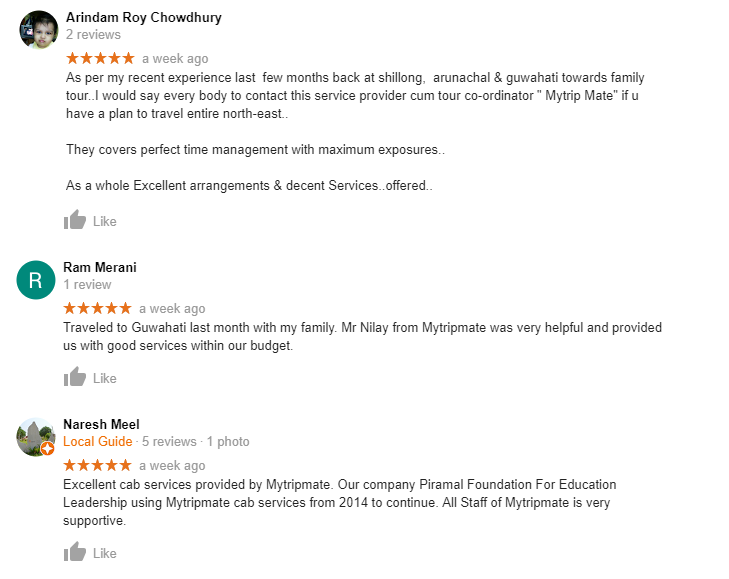 Arindam Roy Chowdhury
2 reviews
★★★★★ a week ago
As per my recent experience last  few months back at shillong,  arunachal & guwahati towards family
tour..I would say every body to contact this service provider cum tour co-ordinator " Mytrip Mate" if u
have a plan to travel entire north-east..
They covers perfect time management with maximum exposures..
As a whole Excellent arrangements & decent Services..offered..
Like
R
Ram Merani
1 review
★★★★★ a week ago
Traveled to Guwahati last month with my family. Mr Nilay from Mytripmate was very helpful and provided
us with good services within our budget.
Like
Naresh Meel
Local Guide · 5 reviews · 1 photo
★★★★★ a week ago
Excellent cab services provided by Mytripmate. Our company Piramal Foundation For Education
Leadership using Mytripmate cab services from 2014 to continue. All Staff of Mytripmate is very
supportive.
Like